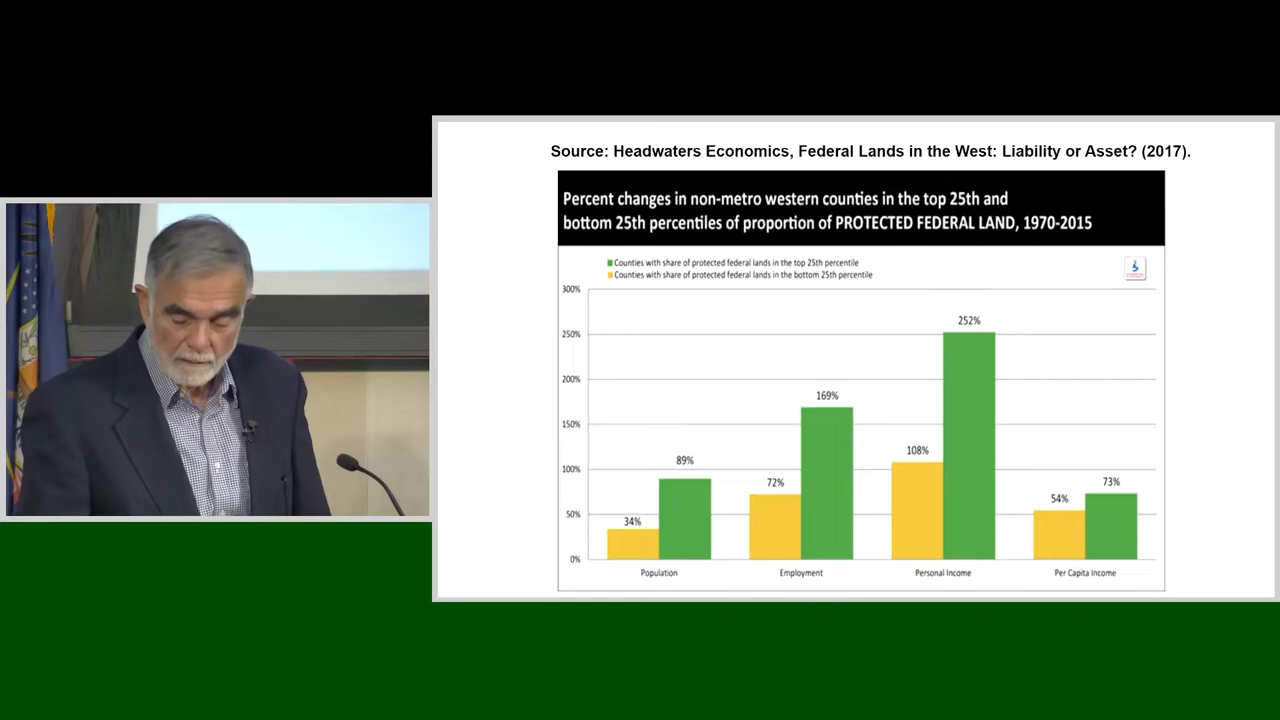 Source: Headwaters Economics, Federal Lands in the West: Liability or Asset? (2017).
Percent changes in non-metro western counties in the top 25th and
bottom 25th percentiles of proportion of PROTECTED FEDERAL LAND, 1970-2015
Counties with share of protected federal lands in the top 25th percentile
Counties with share of protected federal lands in the bottom 25th percentile
300%
250%
200%
150%
100%
50%
0%
34%
89%
72%
169%
108%
252%
54%
73%
Population
Employment
Personal Income
Per Capita Income